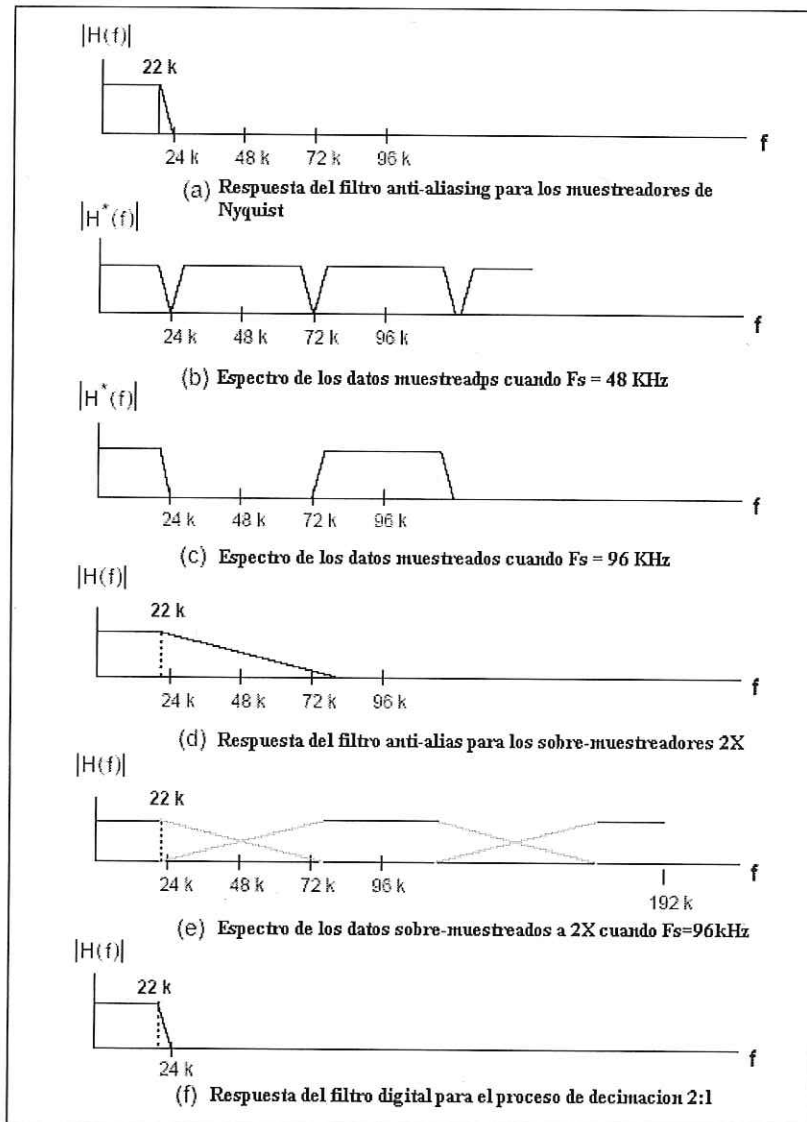 |H(f)|
22 k
24 k 48 k 72 k 96 k f
(a) Respuesta del filtro anti-aliasing para los muestreadores de
Nyquist
|H*(f)|
24 k 48 k 72 k 96 k f
(b) Espectro de los datos muestreadps cuando Fs = 48 KHz
|H*(f)|
24 k 48 k 72 k 96 k f
(c) Espectro de los datos muestreados cuando Fs = 96 KHz
|H(f)|
22 k
24 k 48 k 72 k 96 k f
(d) Respuesta del filtro anti-alias para los sobre-muestreadores 2X
|H(f)|
22 k
24 k 48 k 72 k 96 k f
192 k
(e) Espectro de los datos sobre-muestreados a 2X cuando Fs=96kHz
|H(f)|
22 k
24 k f
(f) Respuesta del filtro digital para el proceso de decimacion 2:1